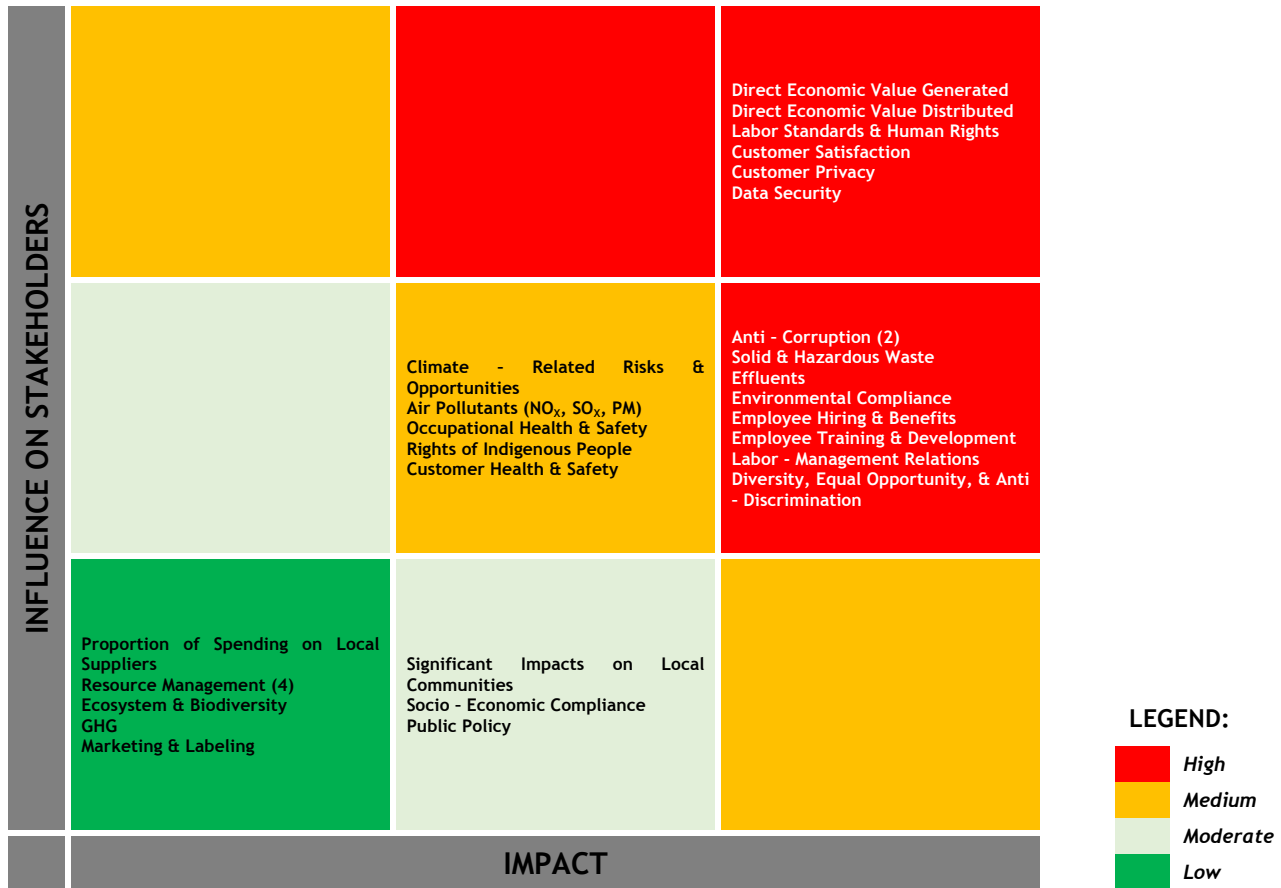 INFLUENCE ON STAKEHOLDERS
Direct Economic Value Generated
Direct Economic Value Distributed
Labor Standards & Human Rights
Customer Satisfaction
Customer Privacy
Data Security
Climate – Related Risks &
Opportunities
Air Pollutants (NOX, SOX, PM)
Occupational Health & Safety
Rights of Indigenous People
Customer Health & Safety
Anti – Corruption (2)
Solid & Hazardous Waste
Effluents
Environmental Compliance
Employee Hiring & Benefits
Employee Training & Development
Labor – Management Relations
Diversity, Equal Opportunity, & Anti
– Discrimination
Proportion of Spending on Local
Suppliers
Resource Management (4)
Ecosystem & Biodiversity
GHG
Marketing & Labeling
Significant Impacts on Local
Communities
Socio – Economic Compliance
Public Policy
IMPACT
LEGEND:
High
Medium
Moderate
Low